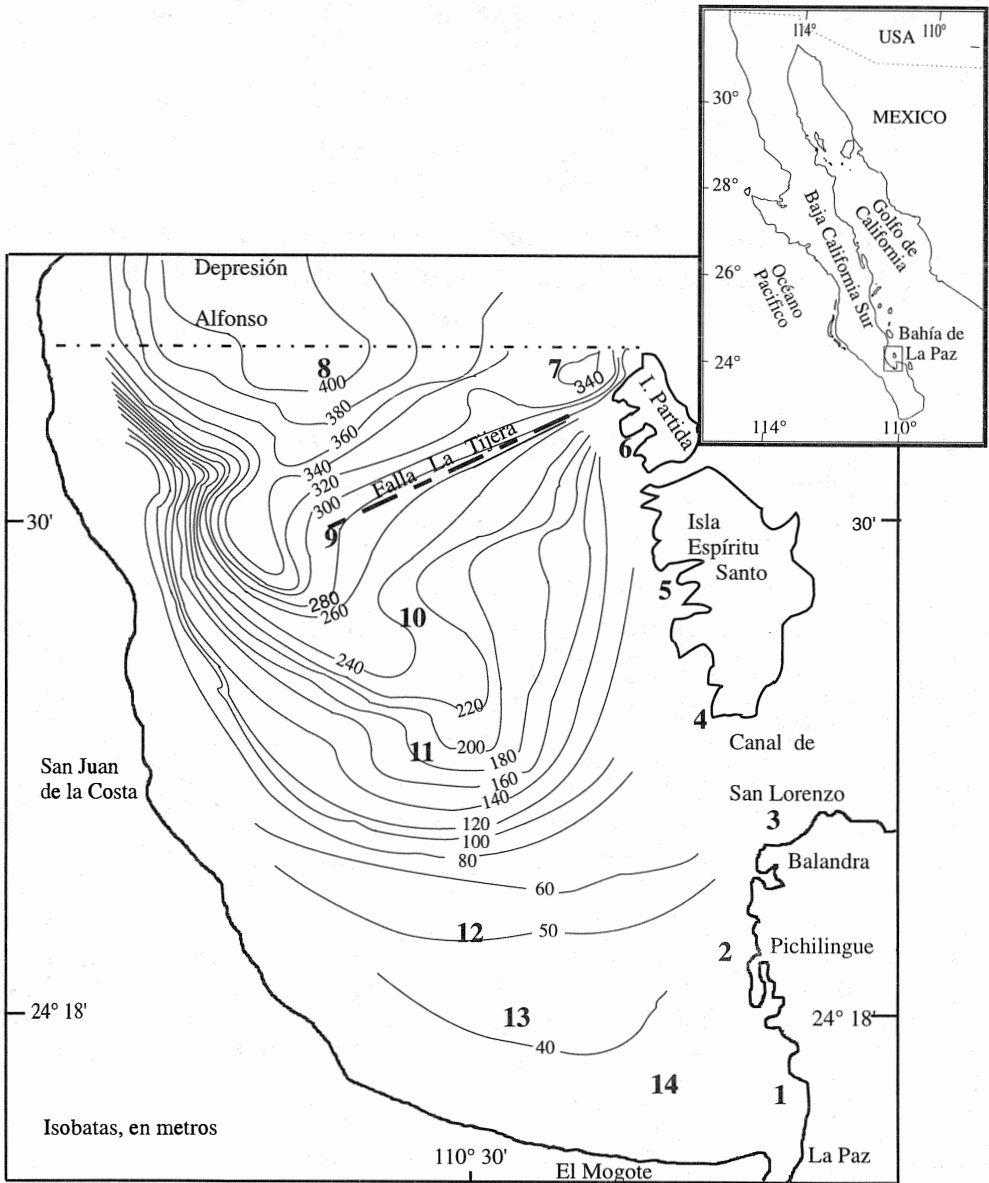 114°
USA
110°
30°
MEXICO
28°
Golfo de
California
Baja California Sur
26°
Océano
Pacifico
Bahía de
La Paz
24°
114°
110°
Depresión
Alfonso
8
400
380
360
7
340
I. Partida
6
340
320
300
Falla La Tijera
9
30'
30'
Isla
Espíritu
Santo
5
280
260
10
240
220
4
200
11
180
160
140
120
100
80
Canal de
San Lorenzo
3
San Juan
de la Costa
Balandra
60
12
50
2
Pichilingue
24° 18'
24° 18'
13
40
14
1
Isobatas, en metros
110° 30'
El Mogote
La Paz